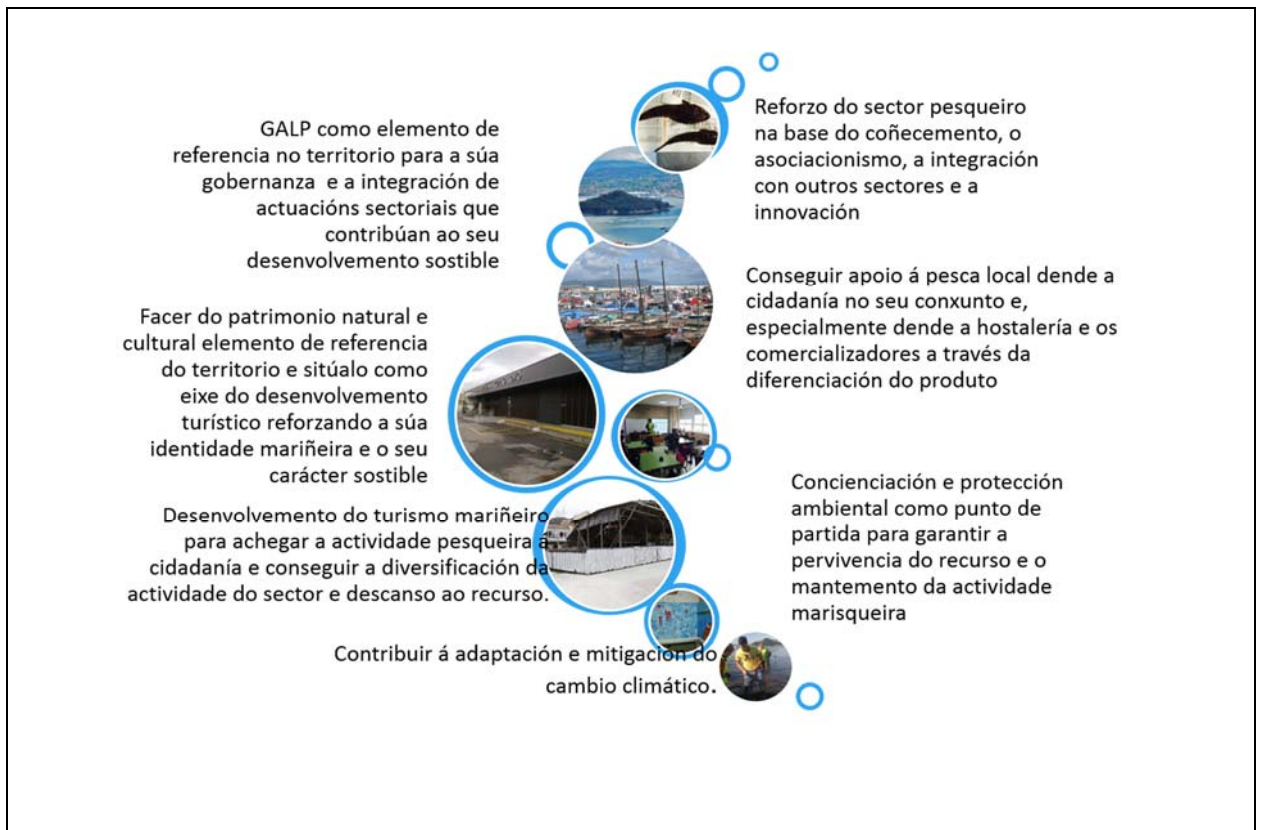 GALP como elemento de
referencia no territorio para a súa
gobernanza e a integración de
actuacións sectoriais que
contribúan ao seu
desenvolvemento sostible
Facer do patrimonio natural e
cultural elemento de referencia
do territorio e sitúalo como
eixe do desenvolvemento
turístico reforzando a súa
identidade mariñeira e o seu
carácter sostible
Desenvolvemento do turismo mariñeiro
para achegar a actividade pesqueira á
cidadanía e conseguir a diversificación da
actividade do sector e descanso ao recurso.
Contribuir á adaptación e mitigación do
cambio climático.
Reforzo do sector pesqueiro
na base do coñecemento, o
asociacionismo, a integración
con outros sectores e a
innovación
Conseguir apoio á pesca local dende a
cidadanía no seu conxunto e,
especialmente dende a hostalería e os
comercializadores a través da
diferenciación do produto
Concienciación e protección
ambiental como punto de
partida para garantir a
pervivencia do recurso e o
mantemento da actividade
marisqueira